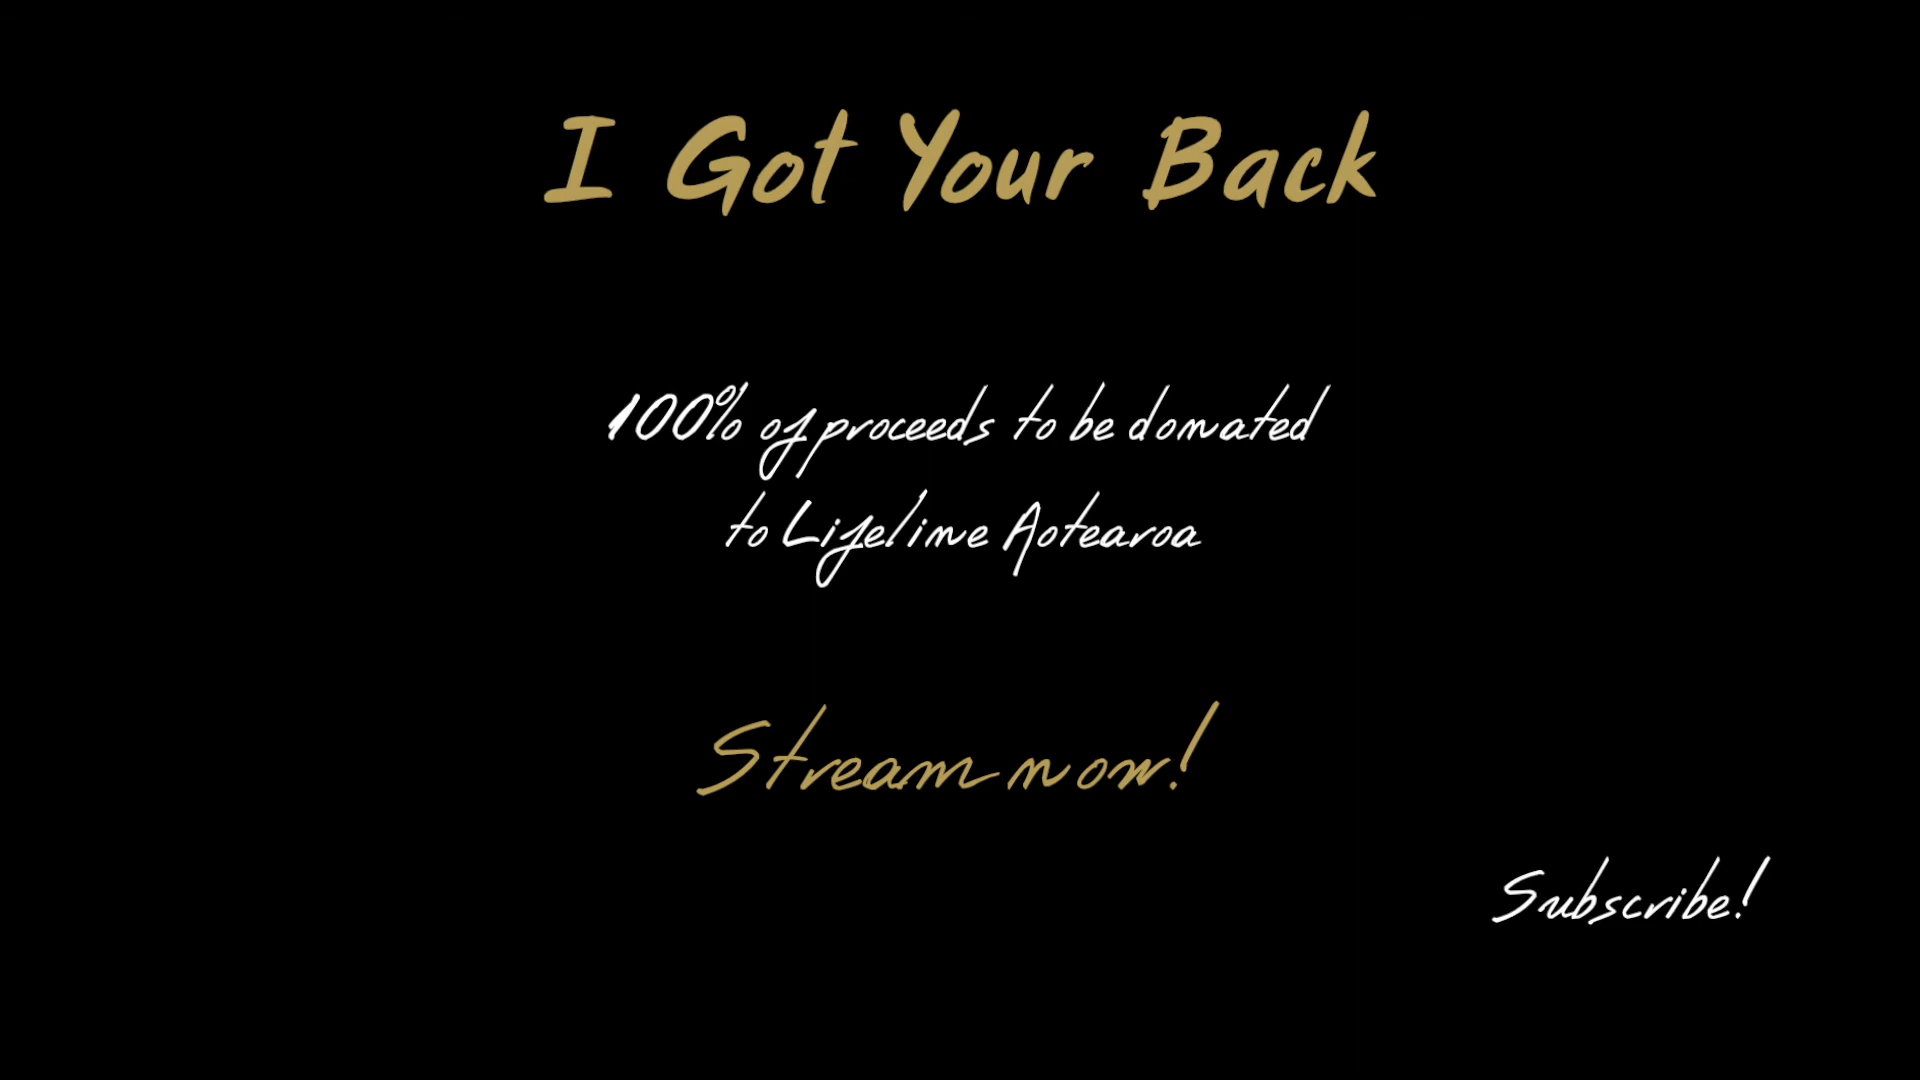 I Got Your Back
100% of proceeds to be donated
to Lifeline Aotearoa
Stream now!
Subscribe!